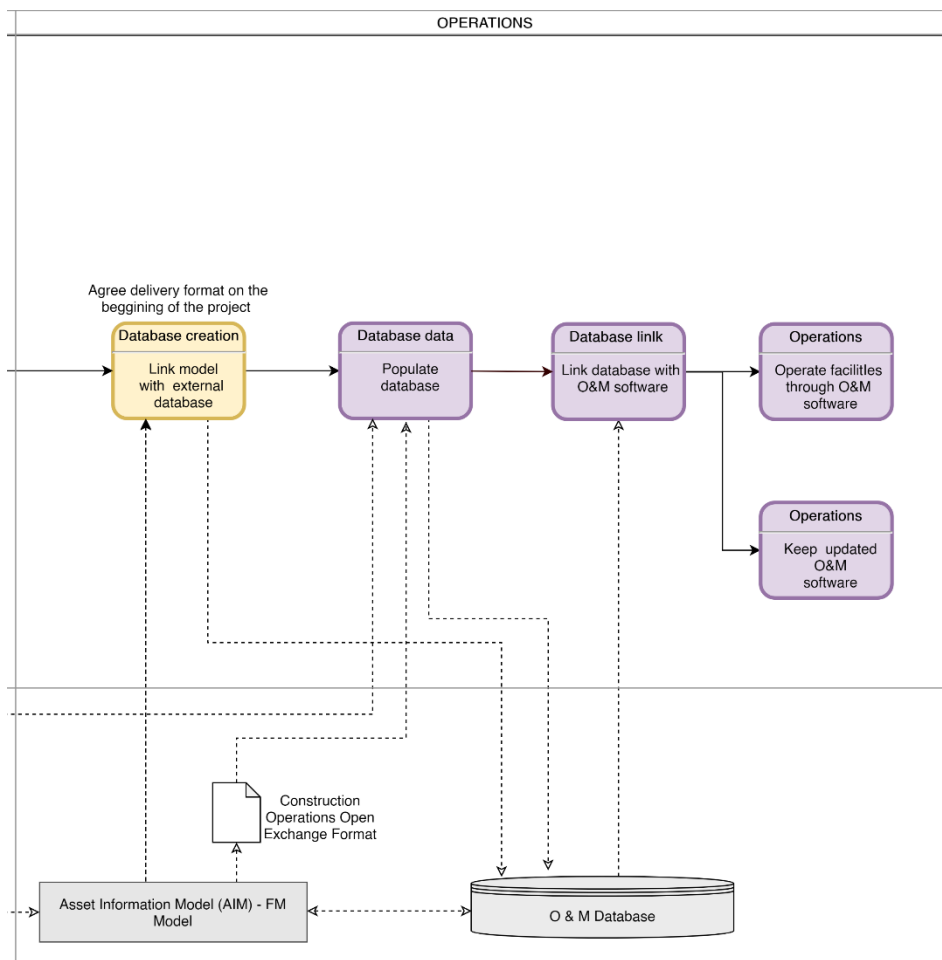 OPERATIONS
Agree delivery format on the
beggining of the project
Database creation
Link model
with external
database
Database data
Populate
database
Database linlk
Link database with
O&M software
Operations
Operate facilitles
through O&M
software
Operations
Keep updated
O&M
software
Construction
Operations Open
Exchange Format
Asset Information Model (AIM) - FM
Model
O & M Database